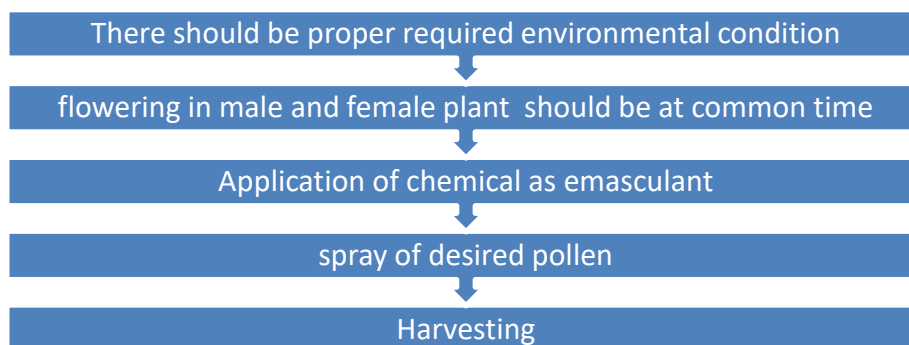 There should be proper required environmental condition
flowering in male and female plant should be at common time
Application of chemical as emasculant
spray of desired pollen
Harvesting